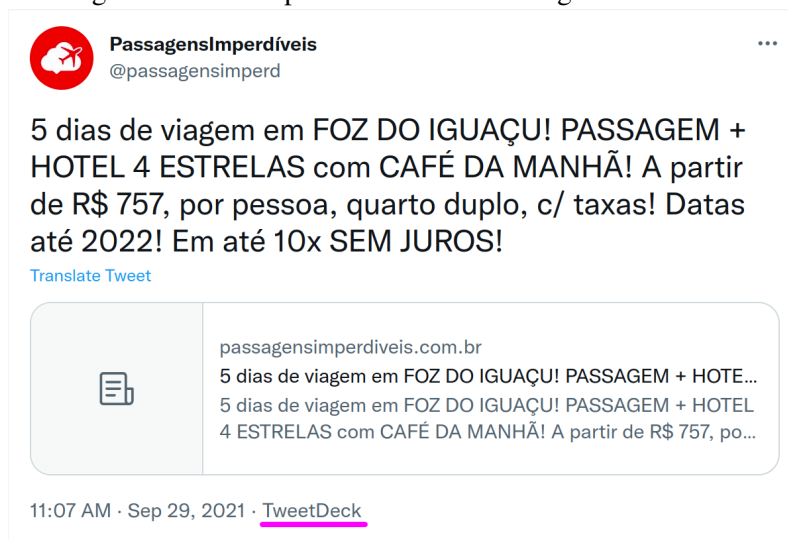 PassagensImperdíveis
@passagensimperd
5 dias de viagem em FOZ DO IGUAÇU! PASSAGEM +
HOTEL 4 ESTRELAS com CAFÉ DA MANHÃ! A partir
de R$ 757, por pessoa, quarto duplo, c/ taxas! Datas
até 2022! Em até 10x SEM JUROS!
Translate Tweet
passagensimperdiveis.com.br
5 dias de viagem em FOZ DO IGUAÇU! PASSAGEM + HOTE...
5 dias de viagem em FOZ DO IGUAÇU! PASSAGEM + HOTEL
4 ESTRELAS com CAFÉ DA MANHÃ! A partir de R$ 757, po...
11:07 AM · Sep 29, 2021 · TweetDeck